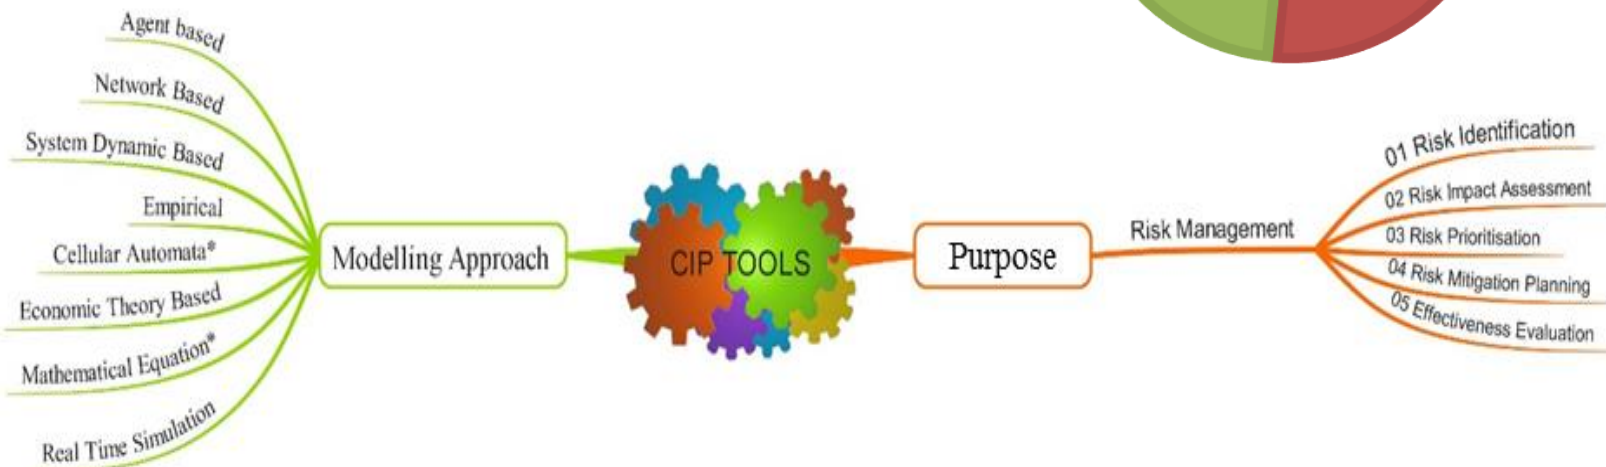 Agent based
Network Based
System Dynamic Based
Empirical
Cellular Automata*
Economic Theory Based
Mathematical Equation*
Real Time Simulation
Modelling Approach
CIP TOOLS
Purpose
Risk Management
01 Risk Identification
02 Risk Impact Assessment
03 Risk Prioritisation
04 Risk Mitigation Planning
05 Effectiveness Evaluation